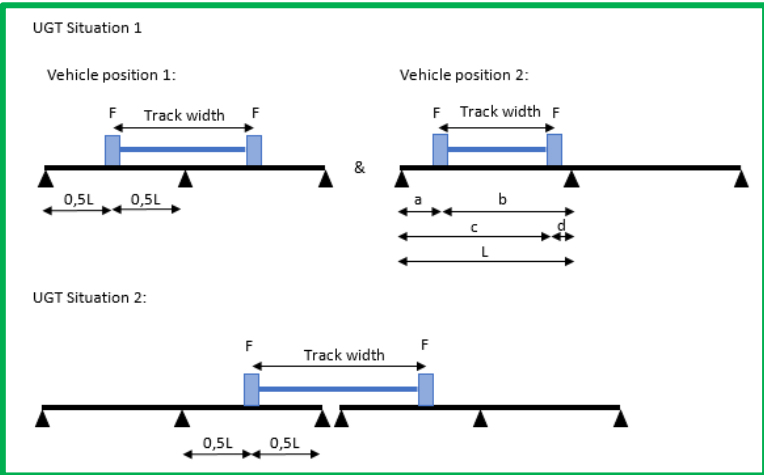 UGT Situation 1
Vehicle position 1:
Vehicle position 2:
F Track width F
F Track width F
&
0,5L 0,5L
a b
c d
L
UGT Situation 2:
F F
Track width
0,5L 0,5L